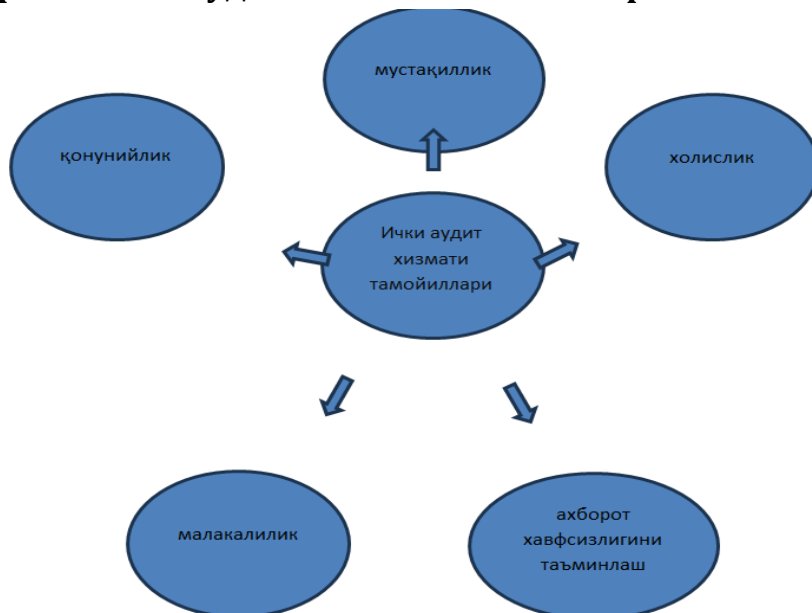 мустақиллик
қонунийлик
холислик
Ички аудит
хизмати
тамойиллари
малакалилик
ахборот
хавфсизлигини
таъминлаш